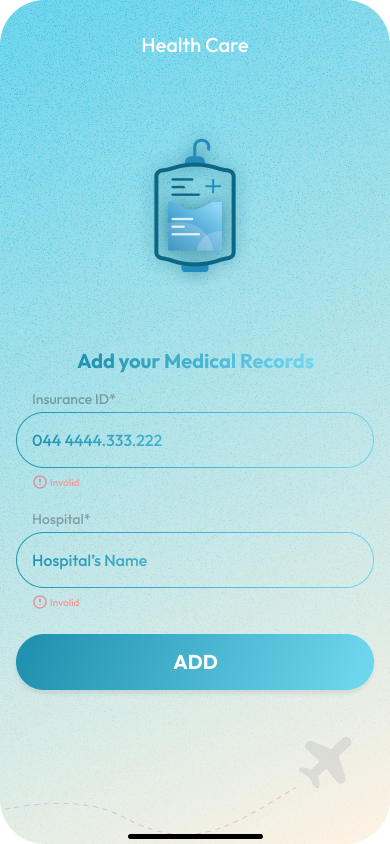 Health Care
Add your Medical Records
Insurance ID*
044 4444.333.222
Invalid
Hospital*
Hospital's Name
Invalid
ADD